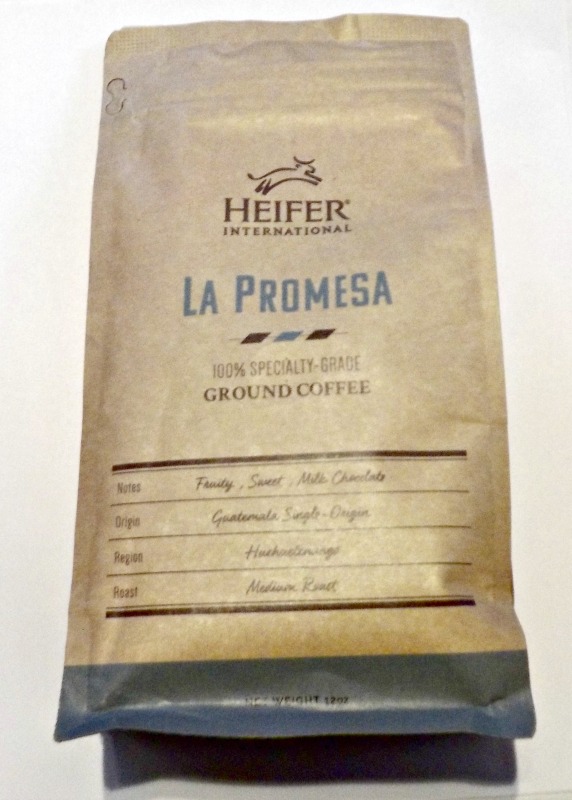 HEIFER®
INTERNATIONAL
LA PROMESA
100% SPECIALTY-GRADE
GROUND COFFEE
Notes Fruity, Sweet, Milk Chocolate
Origin Guatemala Single-Origin
Region Huehuetenango
Roast Medium Roast
NET WEIGHT 12oz